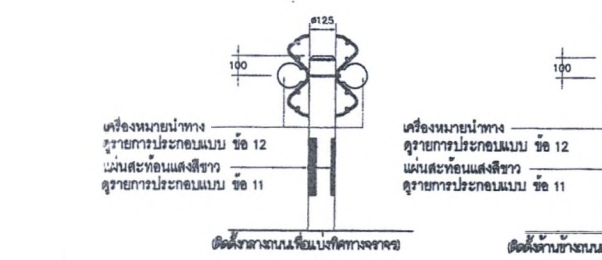 ø125
100
เครื่องหมายนำทาง
ดูรายการประกอบแบบ ข้อ 12
แผ่นสะท้อนแสงสีขาว
ดูรายการประกอบแบบ ข้อ 11
(ติดตั้งกลางถนนเพื่อแบ่งทิศทางจราจร)
100
เครื่องหมายนำทาง
ดูรายการประกอบแบบ ข้อ 12
แผ่นสะท้อนแสงสีขาว
ดูรายการประกอบแบบ ข้อ 11
(ติดตั้งด้านข้างถนน